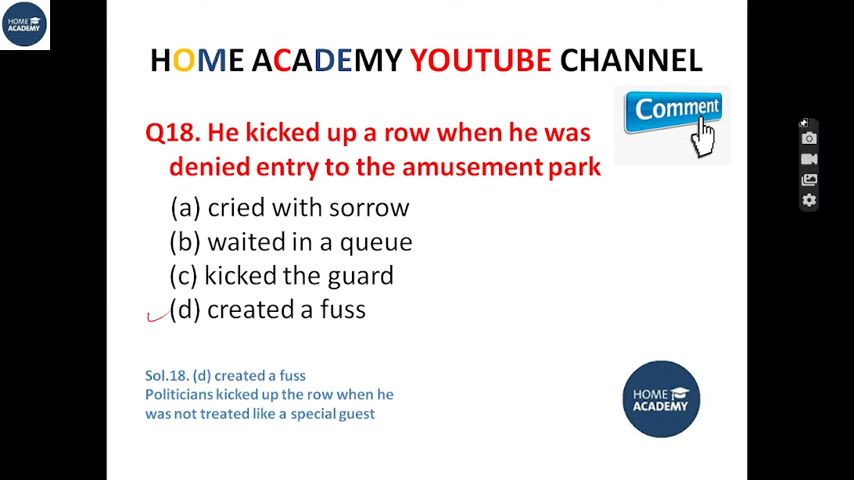 HOME
ACADEMY
HOME ACADEMY YOUTUBE CHANNEL
Comment
Q18. He kicked up a row when he was
denied entry to the amusement park
(a) cried with sorrow
(b) waited in a queue
(c) kicked the guard
(d) created a fuss
Sol.18. (d) created a fuss
Politicians kicked up the row when he
was not treated like a special guest
HOME
ACADEMY